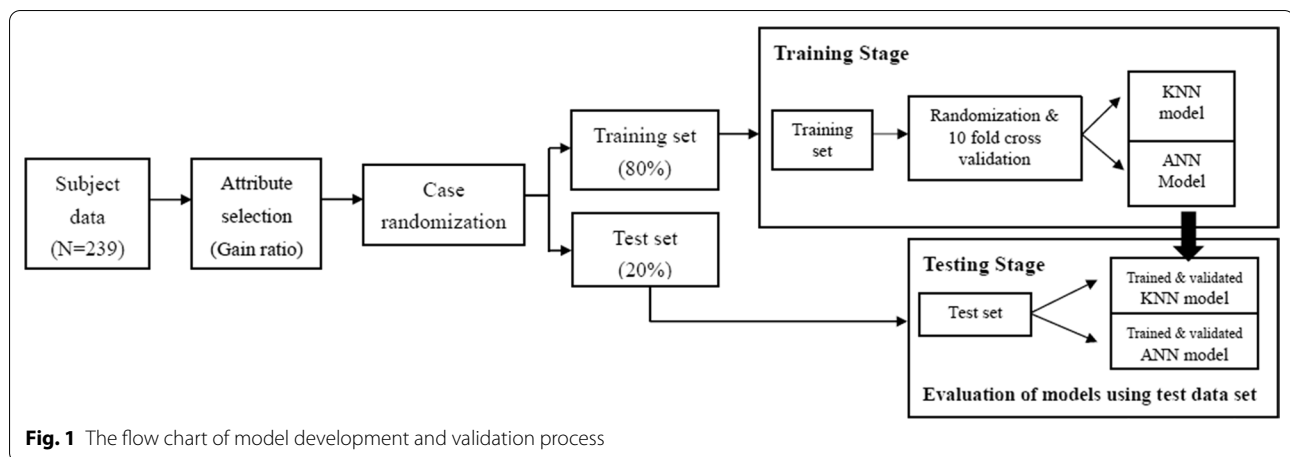 Subject
data
(N=239)
Attribute
selection
(Gain ratio)
Case
randomization
Training set
(80%)
Test set
(20%)
Training Stage
Training
set
Randomization &
10 fold cross
validation
KNN
model
ANN
Model
Testing Stage
Test set
Trained & validated
KNN model
Trained & validated
ANN model
Evaluation of models using test data set
Fig. 1 The flow chart of model development and validation process